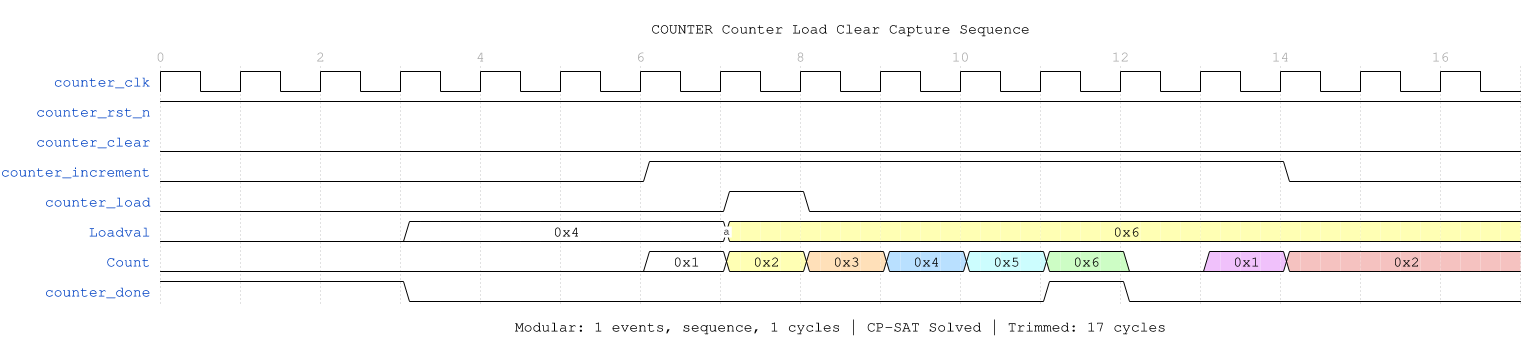 COUNTER Counter Load Clear Capture Sequence
0 2 4 6 8 10 12 14 16
counter_clk
counter_rst_n
counter_clear
counter_increment
counter_load
Loadval 0x4 a 0x6
Count 0x1 0x2 0x3 0x4 0x5 0x6 0x1 0x2
counter_done
Modular: 1 events, sequence, 1 cycles | CP-SAT Solved | Trimmed: 17 cycles